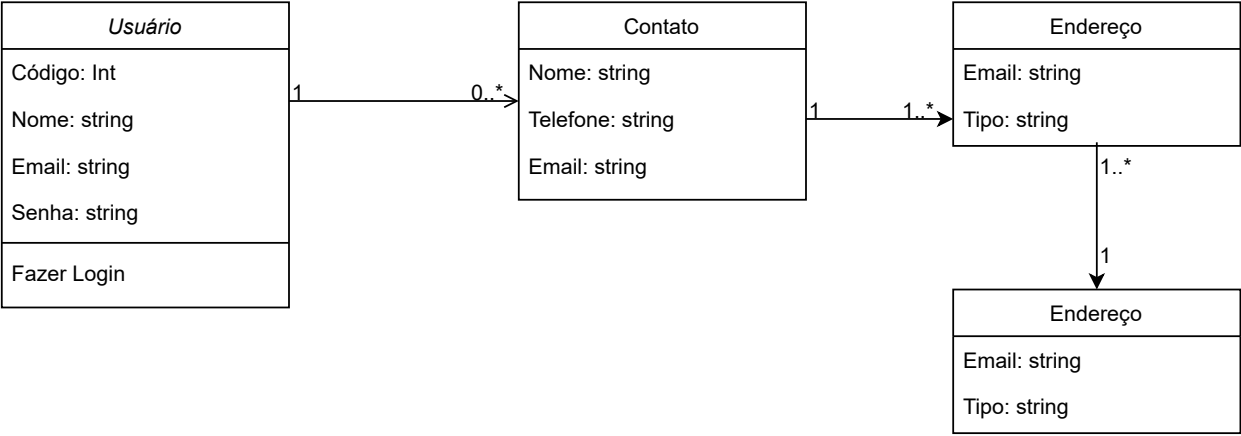 Usuário
Código: Int
Nome: string
Email: string
Senha: string
Fazer Login
1
0..*
Contato
Nome: string
Telefone: string
Email: string
1
1..*
Endereço
Email: string
Tipo: string
1..*
1
Endereço
Email: string
Tipo: string